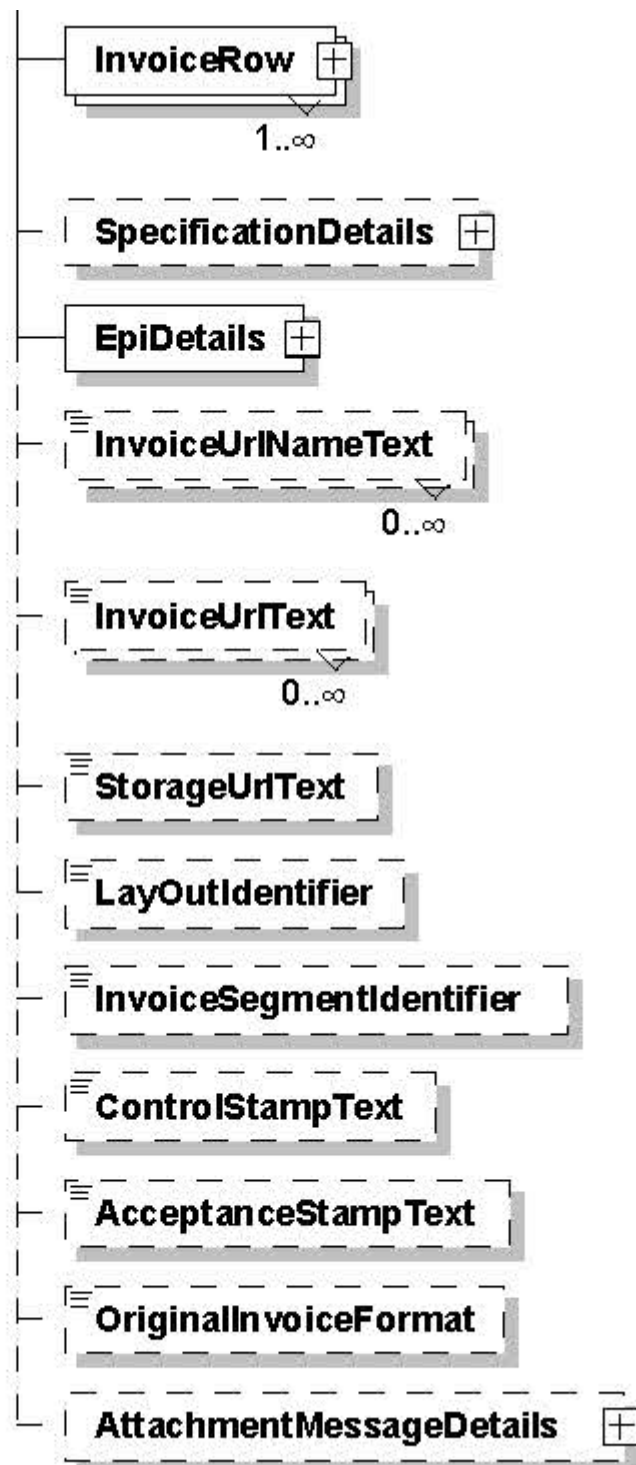 InvoiceRow
1..∞
SpecificationDetails
EpiDetails
InvoiceUrlNameText
0..∞
InvoiceUrlText
0..∞
StorageUrlText
LayOutIdentifier
InvoiceSegmentIdentifier
ControlStampText
AcceptanceStampText
OriginalInvoiceFormat
AttachmentMessageDetails